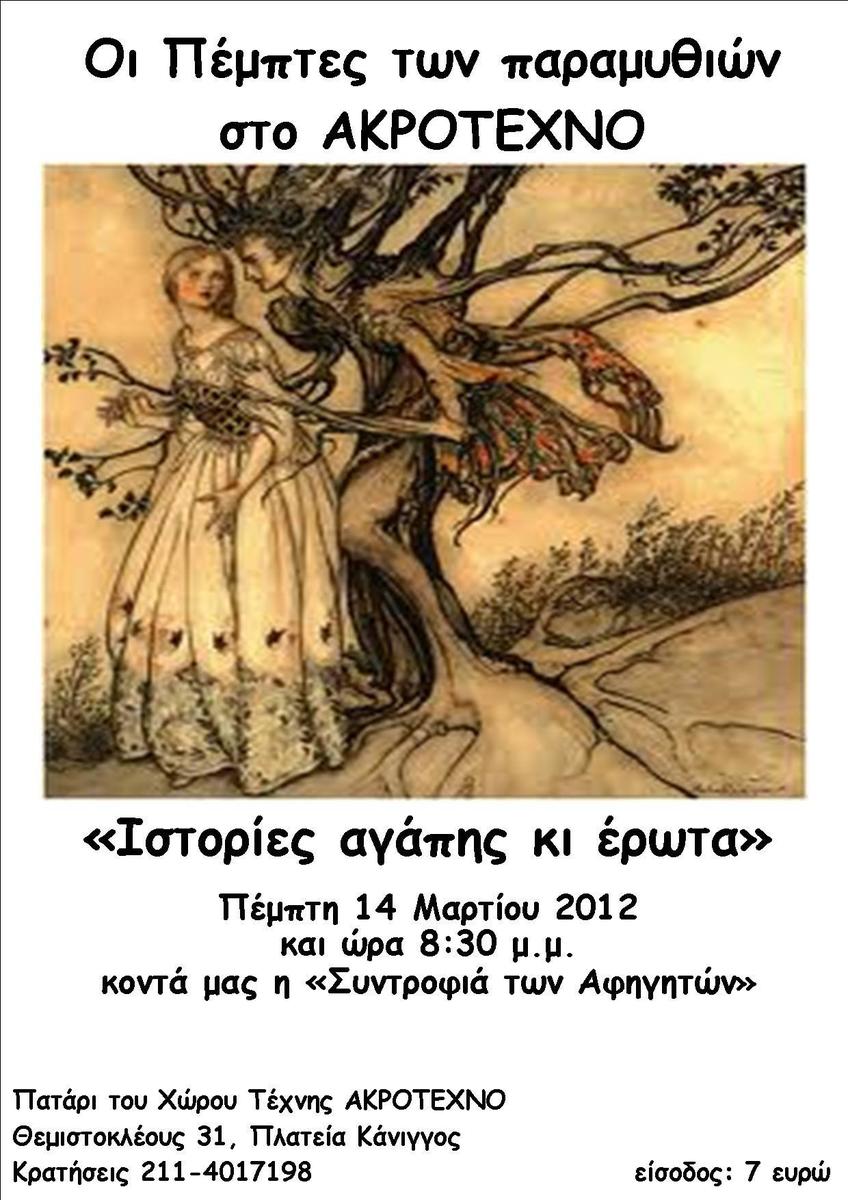 Οι Πέμπτες των παραμυθιών
στο ΑΚΡΟΤΕΧΝΟ
«Ιστορίες αγάπης κι έρωτα»
Πέμπτη 14 Μαρτίου 2012
και ώρα 8:30 μ.μ.
κοντά μας η «Συντροφιά των Αφηγητών»
Πατάρι του Χώρου Τέχνης ΑΚΡΟΤΕΧΝΟ
Θεμιστοκλέους 31, Πλατεία Κάνιγγος
Κρατήσεις 211-4017198
είσοδος: 7 ευρώ